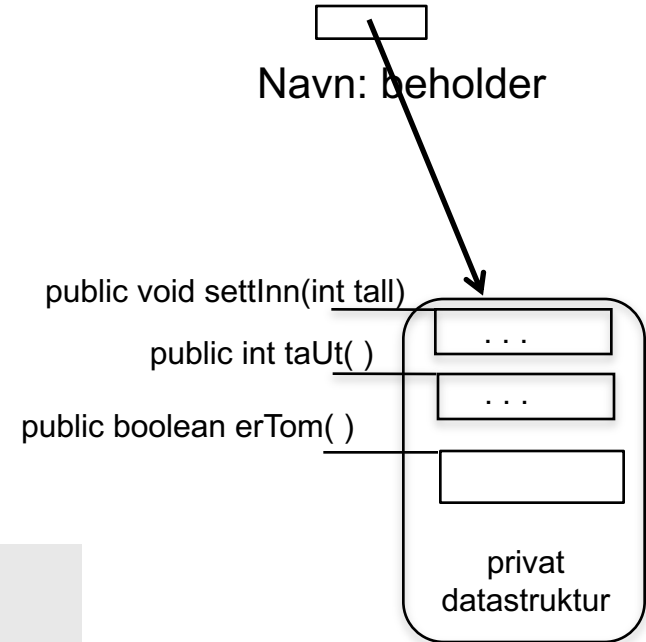 Navn: beholder
public void settInn(int tall)
. . .
public int taUt( )
. . .
public boolean erTom( )
privat
datastruktur